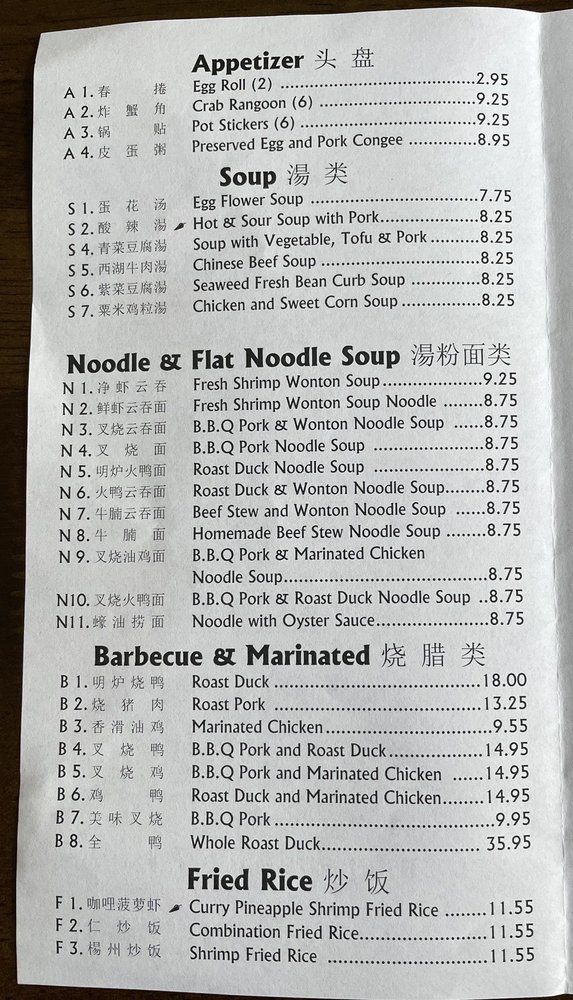 Appetizer 头 盘
A 1. 春 捲 Egg Roll (2) ..........2.95
A 2. 炸 蟹 角 Crab Rangoon (6) ..........9.25
A 3. 锅 贴 Pot Stickers (6) ..........9.25
A 4. 皮 蛋 粥 Preserved Egg and Pork Congee ..........8.95
Soup 湯 类
S 1. 蛋 花 汤 Egg Flower Soup ..........7.75
S 2. 酸 辣 湯 Hot & Sour Soup with Pork..........8.25
S 4. 青菜豆腐湯 Soup with Vegetable, Tofu & Pork ..........8.25
S 5. 西湖牛肉湯 Chinese Beef Soup ..........8.25
S 6. 紫菜豆腐湯 Seaweed Fresh Bean Curb Soup ..........8.25
S 7. 粟米鸡粒湯 Chicken and Sweet Corn Soup..........8.25
Noodle & Flat Noodle Soup 湯粉面类
N 1. 净 虾 云 吞 Fresh Shrimp Wonton Soup..........9.25
N 2. 鲜虾云吞面 Fresh Shrimp Wonton Soup Noodle ........8.75
N 3. 叉烧云吞面 B.B.Q Pork & Wonton Noodle Soup ......8.75
N 4. 叉 烧 面 B.B.Q Pork Noodle Soup ..........8.75
N 5. 明炉火鸭面 Roast Duck Noodle Soup ..........8.75
N 6. 火鸭云吞面 Roast Duck & Wonton Noodle Soup........8.75
N 7. 牛腩云吞面 Beef Stew and Wonton Noodle Soup ......8.75
N 8. 牛 腩 面 Homemade Beef Stew Noodle Soup ........8.75
N 9. 叉烧油鸡面 B.B.Q Pork & Marinated Chicken
Noodle Soup..........8.75
N10. 叉烧火鸭面 B.B.Q Pork & Roast Duck Noodle Soup ..8.75
N11. 蠔 油 捞 面 Noodle with Oyster Sauce..........8.75
Barbecue & Marinated 烧 腊 类
B 1. 明 炉 烧 鸭 Roast Duck ..........18.00
B 2. 烧 猪 肉 Roast Pork ..........13.25
B 3. 香 滑 油 鸡 Marinated Chicken..........9.55
B 4. 叉 烧 鸭 B.B.Q Pork and Roast Duck..........14.95
B 5. 叉 烧 鸡 B.B.Q Pork and Marinated Chicken ......14.95
B 6. 鸡 鸭 Roast Duck and Marinated Chicken........14.95
B 7. 美 味 叉 烧 B.B.Q Pork ..........9.95
B 8. 全 鸭 Whole Roast Duck.......... 35.95
Fried Rice 炒 饭
F 1. 咖哩菠萝虾 Curry Pineapple Shrimp Fried Rice ........11.55
F 2. 仁 炒 饭 Combination Fried Rice..........11.55
F 3. 楊 州 炒 饭 Shrimp Fried Rice ..........11.55